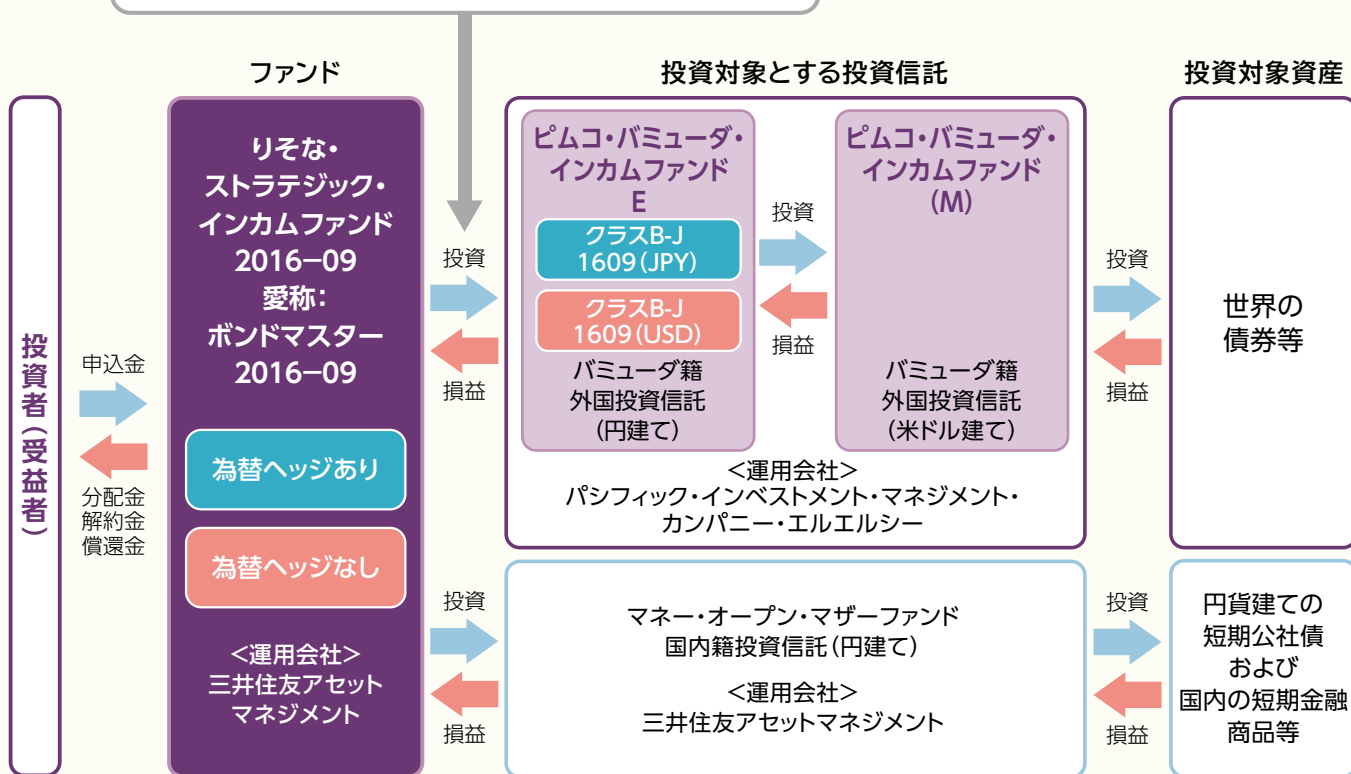 ファンド
投資対象とする投資信託
投資対象資産
投資者（受益者）
申込金
分配金
解約金
償還金
りそな・
ストラテジック・
インカムファンド
2016－09
愛称：
ボンドマスター
2016－09
為替ヘッジあり
為替ヘッジなし
＜運用会社＞
三井住友アセット
マネジメント
投資
損益
ピムコ・バミューダ・
インカムファンド
E
クラスB-J
1609（JPY）
クラスB-J
1609（USD）
バミューダ籍
外国投資信託
（円建て）
投資
損益
ピムコ・バミューダ・
インカムファンド
（M）
バミューダ籍
外国投資信託
（米ドル建て）
＜運用会社＞
パシフィック・インベストメント・マネジメント・
カンパニー・エルエルシー
投資
損益
世界の
債券等
投資
損益
マネー・オープン・マザーファンド
国内籍投資信託（円建て）
＜運用会社＞
三井住友アセットマネジメント
投資
損益
円貨建ての
短期公社債
および
国内の短期金融
商品等